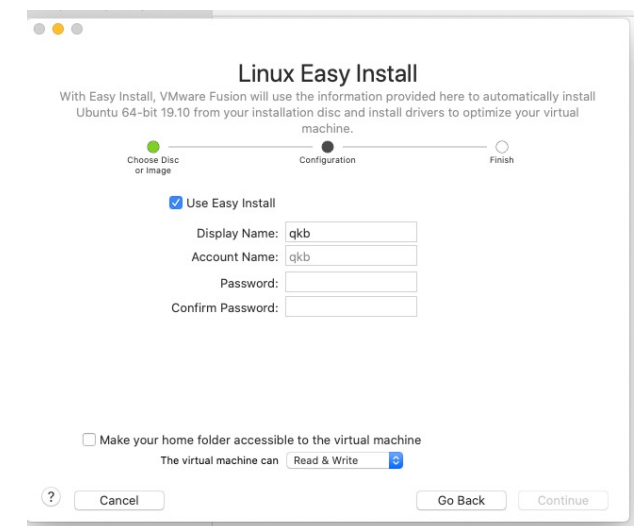 Linux Easy Install
With Easy Install, VMware Fusion will use the information provided here to automatically install
Ubuntu 64-bit 19.10 from your installation disc and install drivers to optimize your virtual
machine.
Choose Disc
or Image
Configuration
Finish
Use Easy Install
Display Name: qkb
Account Name: qkb
Password:
Confirm Password:
Make your home folder accessible to the virtual machine
The virtual machine can Read & Write
? Cancel Go Back Continue